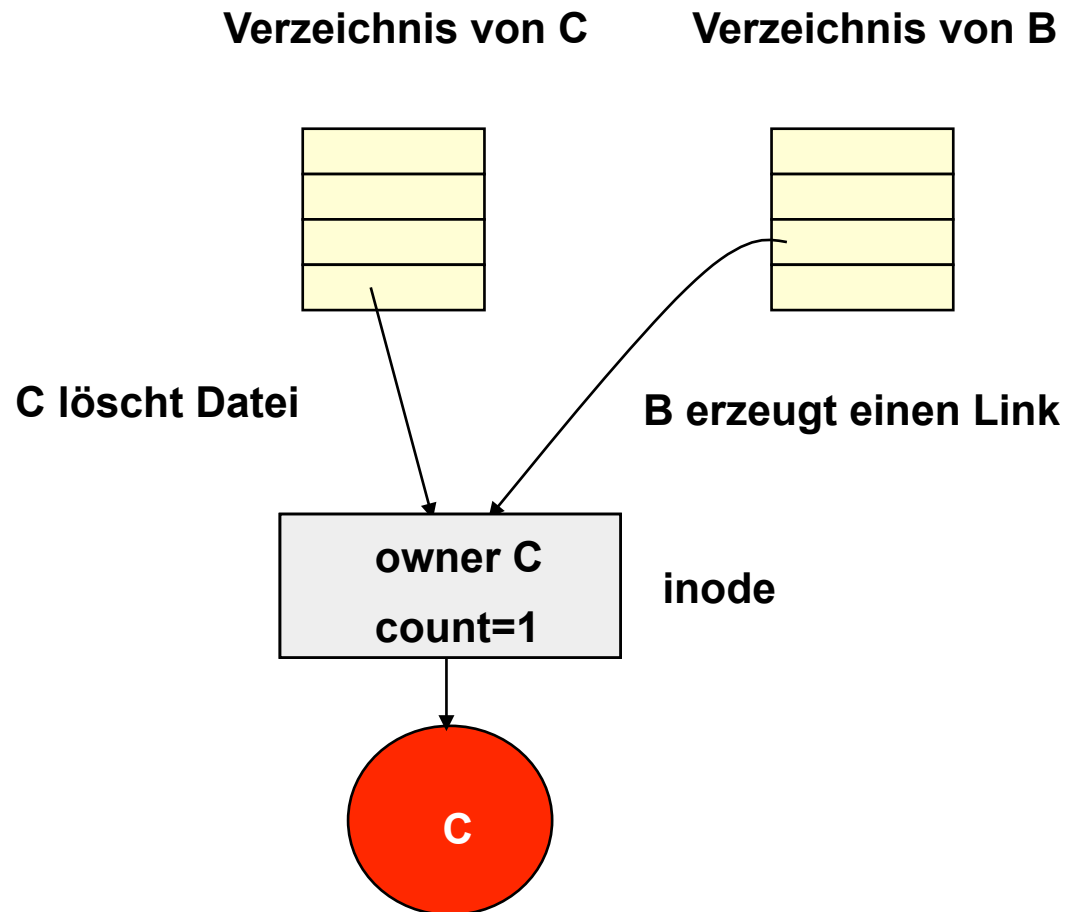 Verzeichnis von C
Verzeichnis von B
C löscht Datei
B erzeugt einen Link
owner C
count=1
inode
C